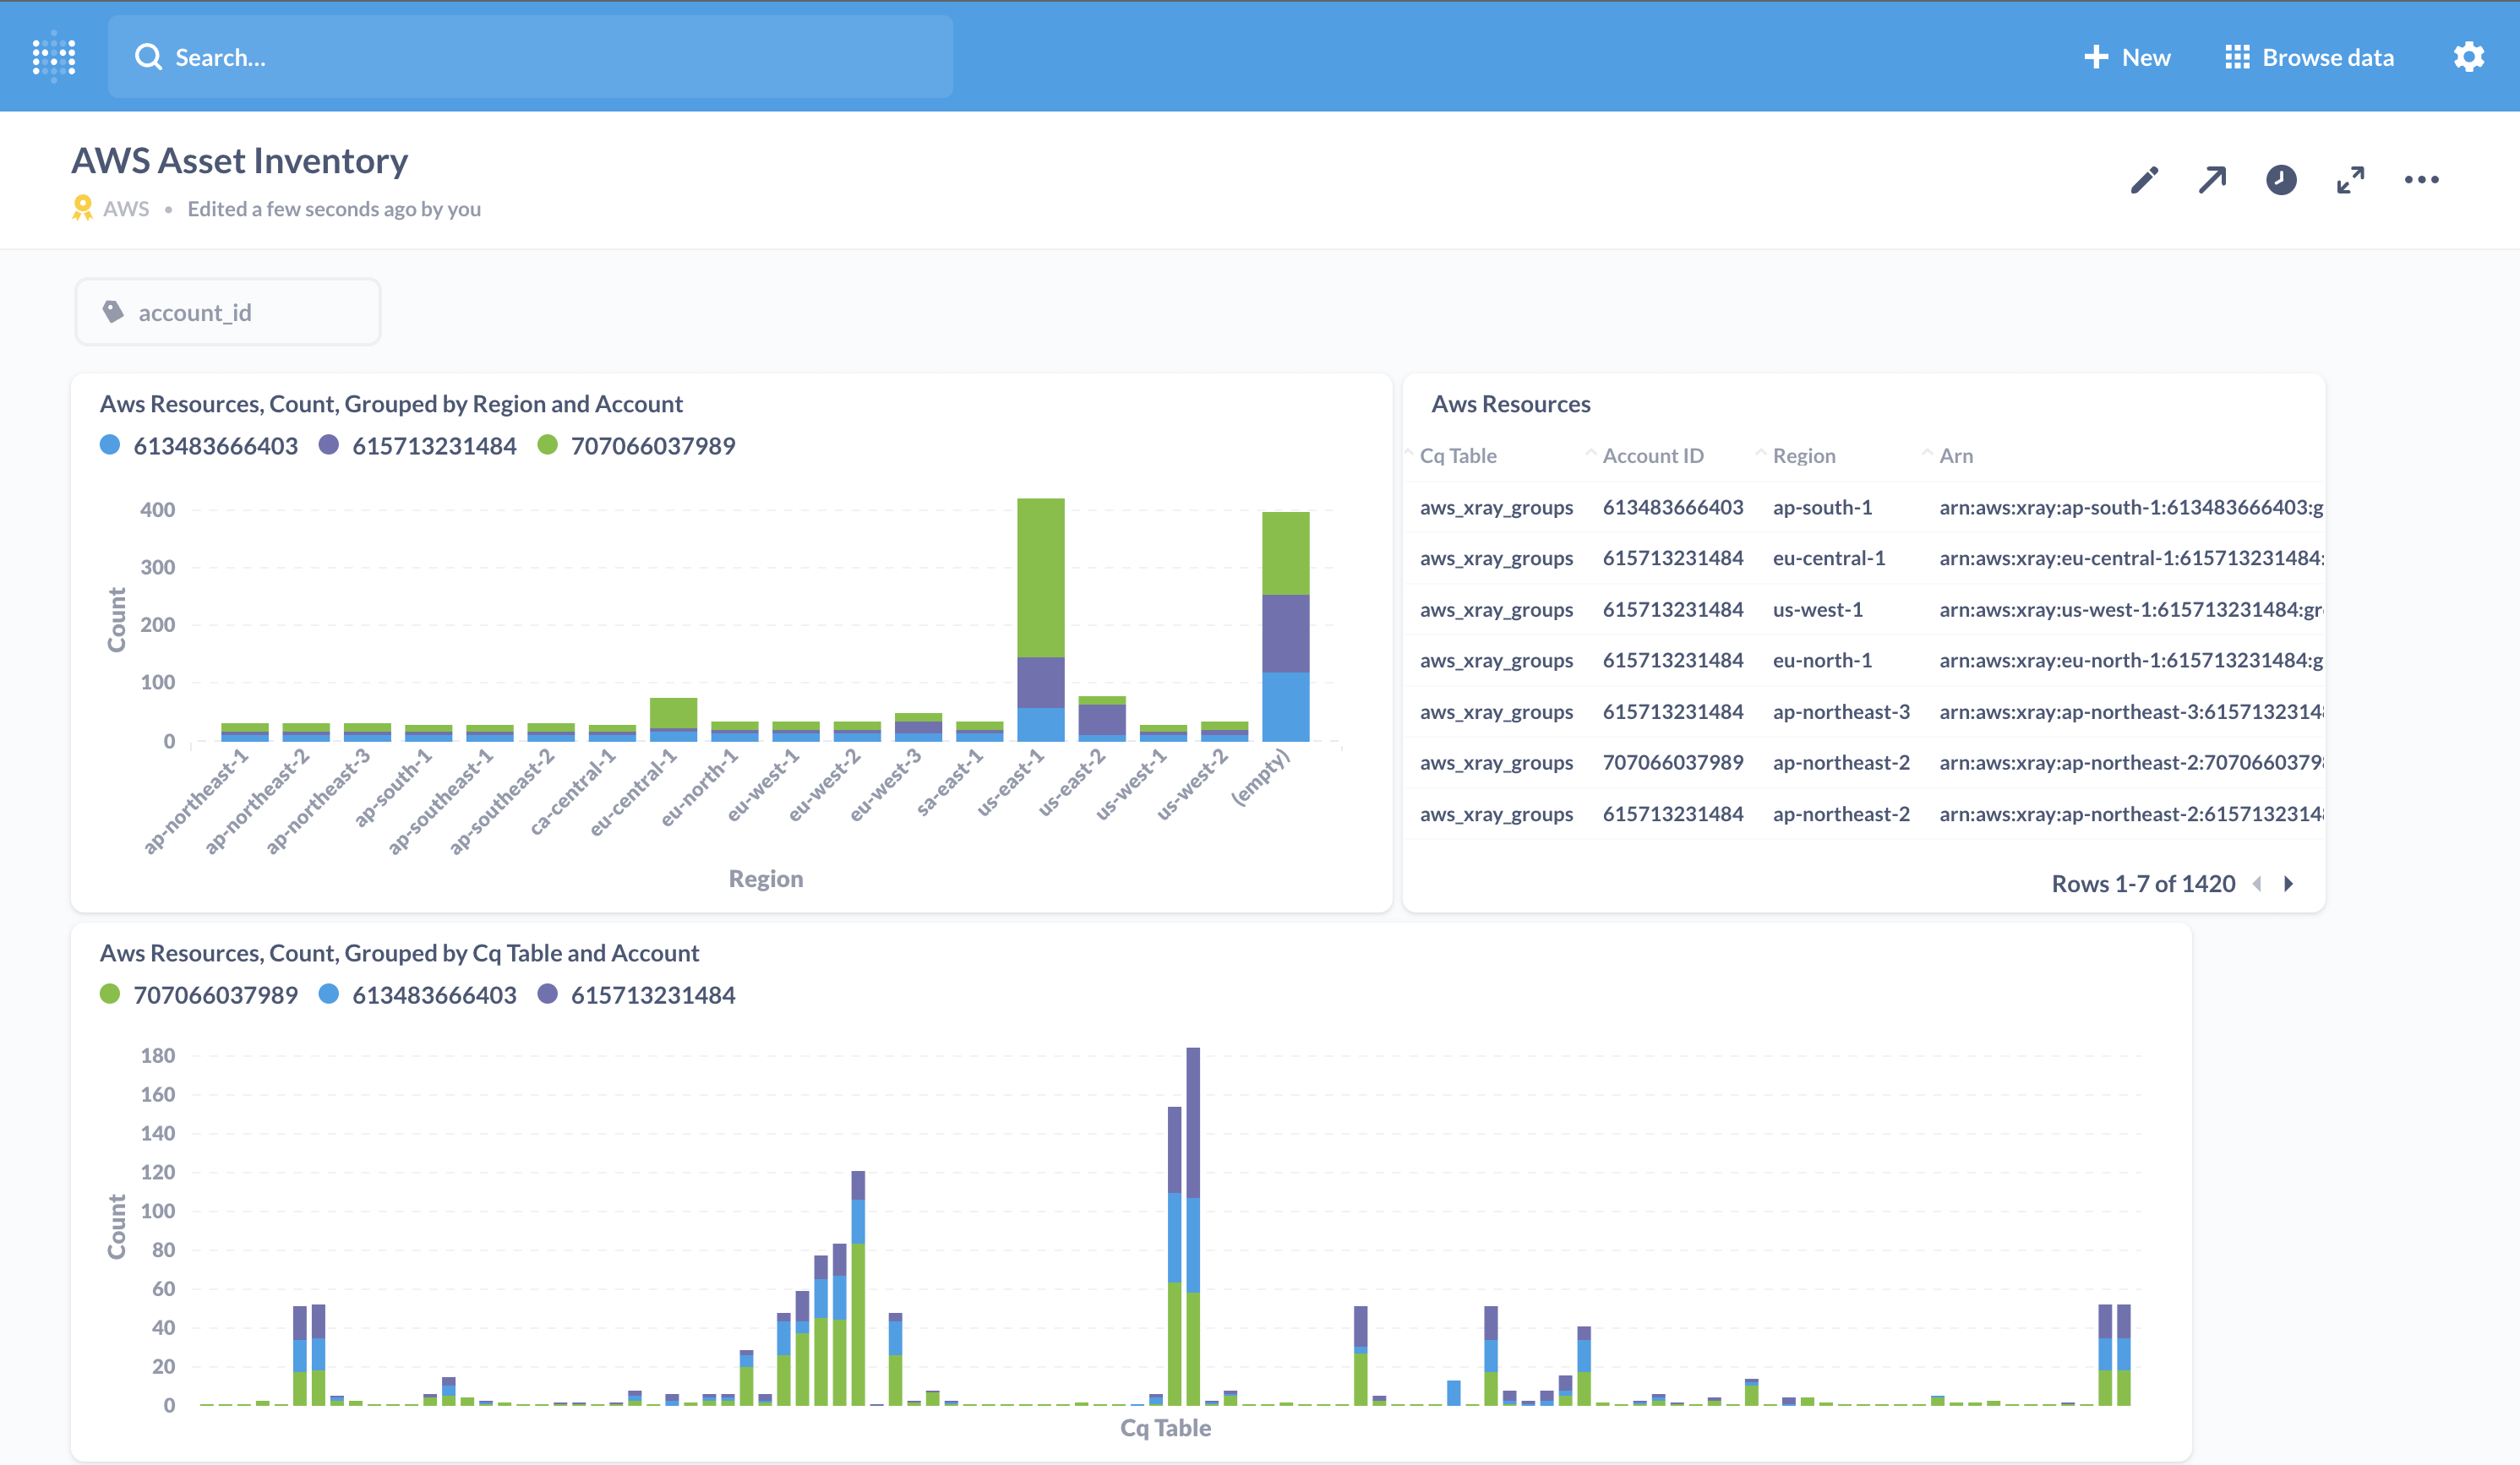 Search...
New
Browse data
AWS Asset Inventory
AWS • Edited a few seconds ago by you
account_id
Aws Resources, Count, Grouped by Region and Account
613483666403 615713231484 707066037989
400
300
200
100
0
Count
ap-northeast-1
ap-northeast-2
ap-northeast-3
ap-south-1
ap-southeast-1
ap-southeast-2
ca-central-1
eu-central-1
eu-north-1
eu-west-1
eu-west-2
eu-west-3
sa-east-1
us-east-1
us-east-2
us-west-1
us-west-2
(empty)
Region
Aws Resources
Cq Table Account ID Region Arn
aws_xray_groups 613483666403 ap-south-1 arn:aws:xray:ap-south-1:613483666403:g
aws_xray_groups 615713231484 eu-central-1 arn:aws:xray:eu-central-1:615713231484:
aws_xray_groups 615713231484 us-west-1 arn:aws:xray:us-west-1:615713231484:gr
aws_xray_groups 615713231484 eu-north-1 arn:aws:xray:eu-north-1:615713231484:g
aws_xray_groups 615713231484 ap-northeast-3 arn:aws:xray:ap-northeast-3:61571323148
aws_xray_groups 707066037989 ap-northeast-2 arn:aws:xray:ap-northeast-2:70706603798
aws_xray_groups 615713231484 ap-northeast-2 arn:aws:xray:ap-northeast-2:61571323148
Rows 1-7 of 1420
Aws Resources, Count, Grouped by Cq Table and Account
707066037989 613483666403 615713231484
180
160
140
120
100
80
60
40
20
0
Count
Cq Table